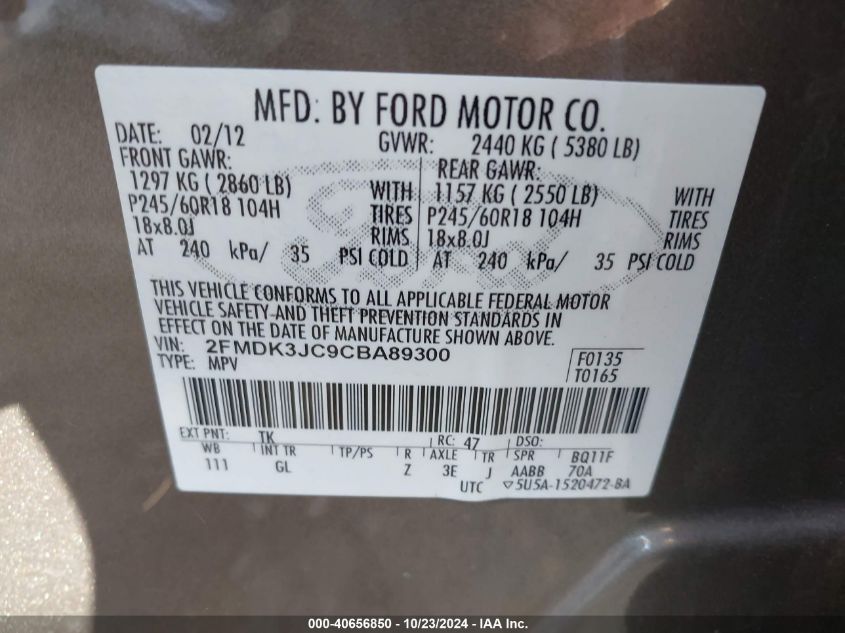 MFD. BY FORD MOTOR CO.
DATE: 02/12 GVWR: 2440 KG ( 5380 LB)
FRONT GAWR: REAR GAWR:
1297 KG ( 2860 LB) WITH 1157 KG ( 2550 LB) WITH
P245/60R18 104H TIRES P245/60R18 104H TIRES
18x8.0J RIMS 18x8.0J RIMS
AT 240 kPa/ 35 PSI COLD AT 240 kPa/ 35 PSI COLD
THIS VEHICLE CONFORMS TO ALL APPLICABLE FEDERAL MOTOR
VEHICLE SAFETY-AND THEFT PREVENTION STANDARDS IN
EFFECT ON THE DATE OF MANUFACTURE SHOWN ABOVE.
VIN: 2FMDK3JC9CBA89300 F0135
TYPE: MPV T0165
EXT PNT: TK RC: 47 DSO:
WB INT TR TP/PS R AXLE TR SPR BQ11F
111 GL Z 3E J AABB 70A
UTC ▽5U5A-1520472-BA
Ford
000-40656850 - 10/23/2024 - IAA Inc.